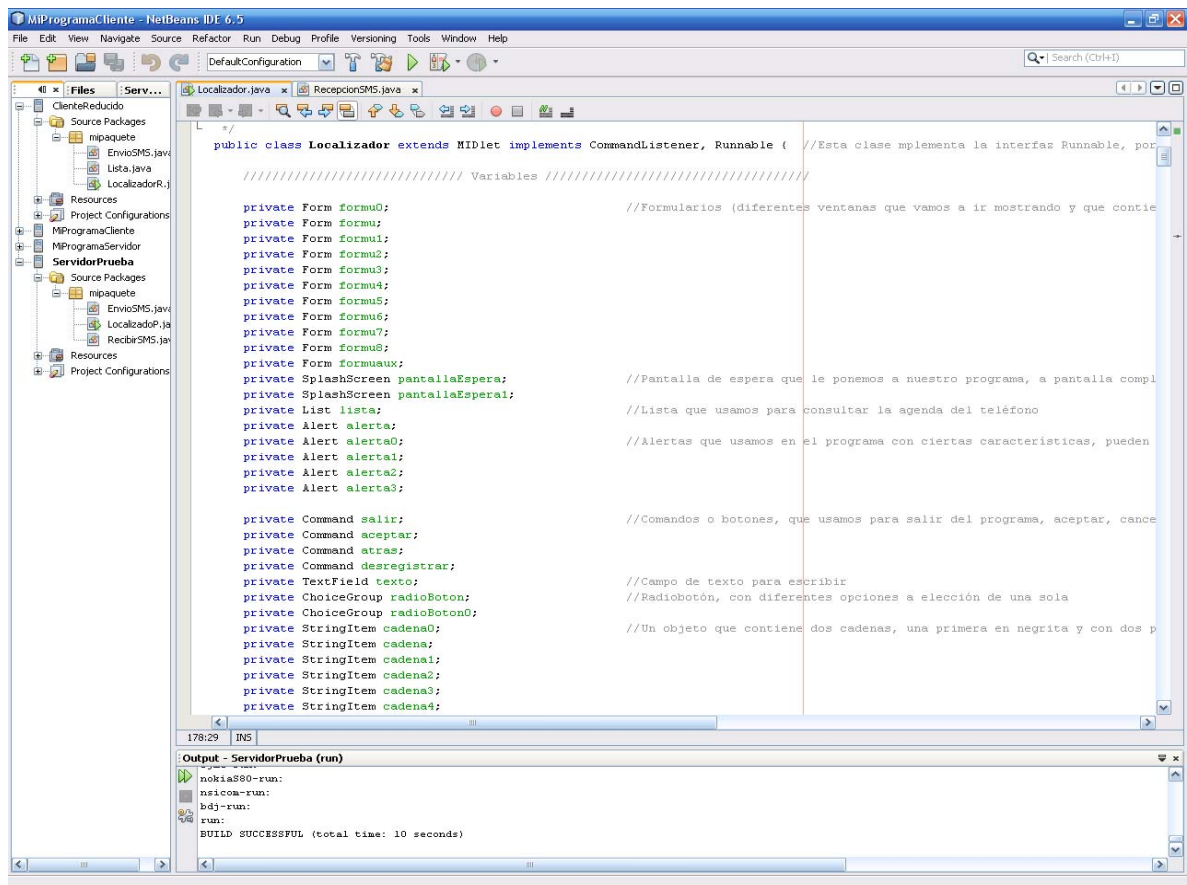 MiProgramaCliente - NetBeans IDE 6.5
File Edit View Navigate Source Refactor Run Debug Profile Versioning Tools Window Help
DefaultConfiguration
Search (Ctrl+I)
Files Serv...
Localizador.java x RecepcionSMS.java x
ClienteReducido
Source Packages
mipaquete
EnvioSMS.java
Lista.java
LocalizadorR.j
Resources
Project Configurations
MiProgramaCliente
MiProgramaServidor
ServidorPrueba
Source Packages
mipaquete
EnvioSMS.java
LocalizadoP.ja
RecibirSMS.jav
Resources
Project Configurations
*/
public class Localizador extends MIDlet implements CommandListener, Runnable { //Esta clase mplementa la interfaz Runnable, por
////////////////////////////// Variables ////////////////////////////////////
private Form formu0; //Formularios (diferentes ventanas que vamos a ir mostrando y que contie
private Form formu;
private Form formu1;
private Form formu2;
private Form formu3;
private Form formu4;
private Form formu5;
private Form formu6;
private Form formu7;
private Form formu8;
private Form formuaux;
private SplashScreen pantallaEspera; //Pantalla de espera que le ponemos a nuestro programa, a pantalla compl
private SplashScreen pantallaEspera1;
private List lista; //Lista que usamos para consultar la agenda del teléfono
private Alert alerta;
private Alert alerta0; //Alertas que usamos en el programa con ciertas características, pueden
private Alert alerta1;
private Alert alerta2;
private Alert alerta3;
private Command salir; //Comandos o botones, que usamos para salir del programa, aceptar, cance
private Command aceptar;
private Command atras;
private Command desregistrar;
private TextField texto; //Campo de texto para escribir
private ChoiceGroup radioBoton; //Radiobotón, con diferentes opciones a elección de una sola
private ChoiceGroup radioBoton0;
private StringItem cadena0; //Un objeto que contiene dos cadenas, una primera en negrita y con dos p
private StringItem cadena;
private StringItem cadena1;
private StringItem cadena2;
private StringItem cadena3;
private StringItem cadena4;
178:29 INS
Output - ServidorPrueba (run)
nokiaS80-run:
nsicom-run:
bdj-run:
run:
BUILD SUCCESSFUL (total time: 10 seconds)